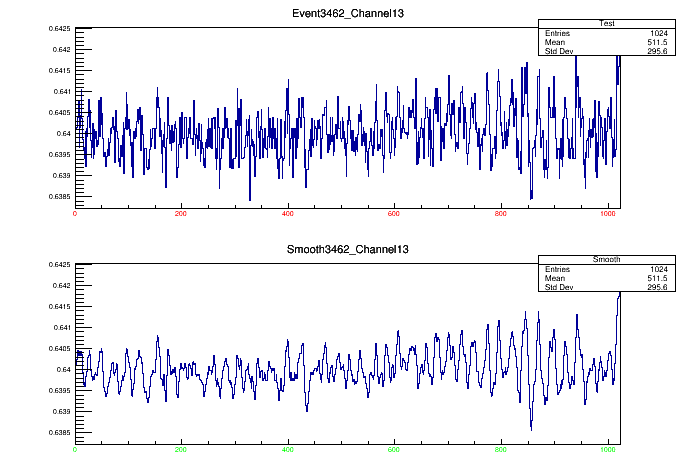 Event3462_Channel13
Test
Entries 1024
Mean 511.5
Std Dev 295.6
0.6425
0.642
0.6415
0.641
0.6405
0.64
0.6395
0.639
0.6385
0 200 400 600 800 1000
Smooth3462_Channel13
Smooth
Entries 1024
Mean 511.5
Std Dev 295.6
0.6425
0.642
0.6415
0.641
0.6405
0.64
0.6395
0.639
0.6385
0 200 400 600 800 1000